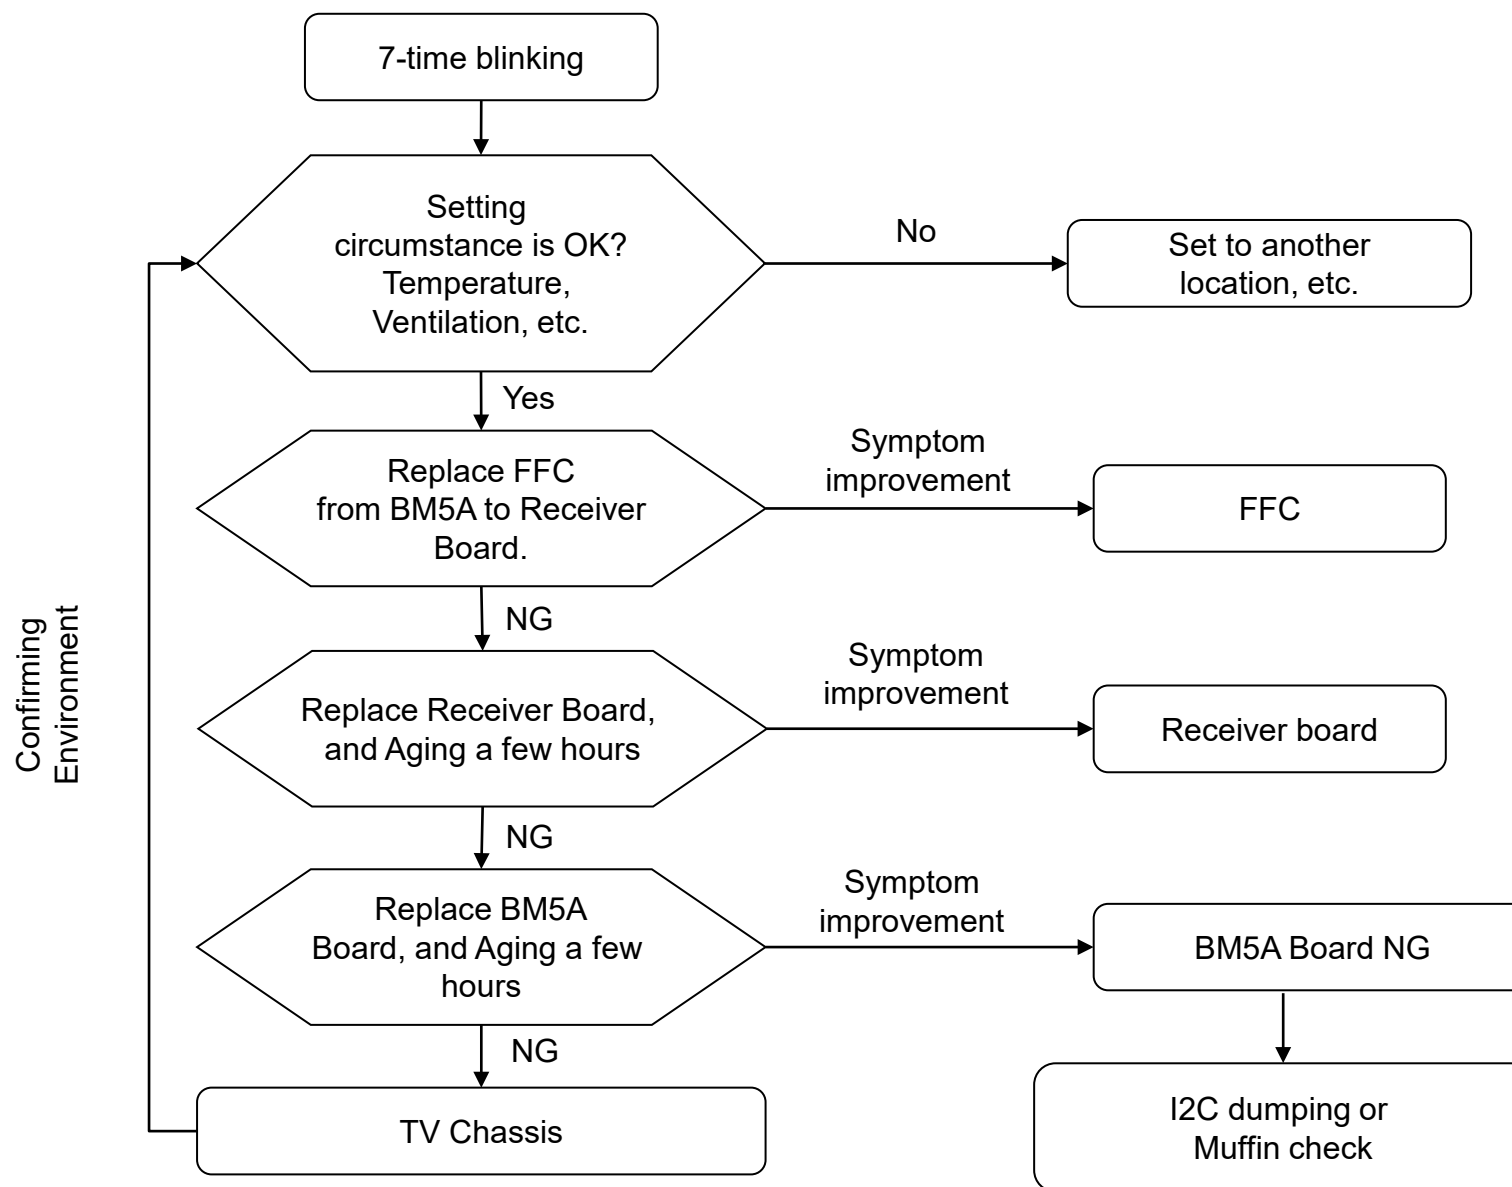 7-time blinking
Setting
circumstance is OK?
Temperature,
Ventilation, etc.
No
Set to another
location, etc.
Yes
Replace FFC
from BM5A to Receiver
Board.
Symptom
improvement
FFC
NG
Replace Receiver Board,
and Aging a few hours
Symptom
improvement
Receiver board
NG
Replace BM5A
Board, and Aging a few
hours
Symptom
improvement
BM5A Board NG
NG
TV Chassis
I2C dumping or
Muffin check
Confirming
Environment